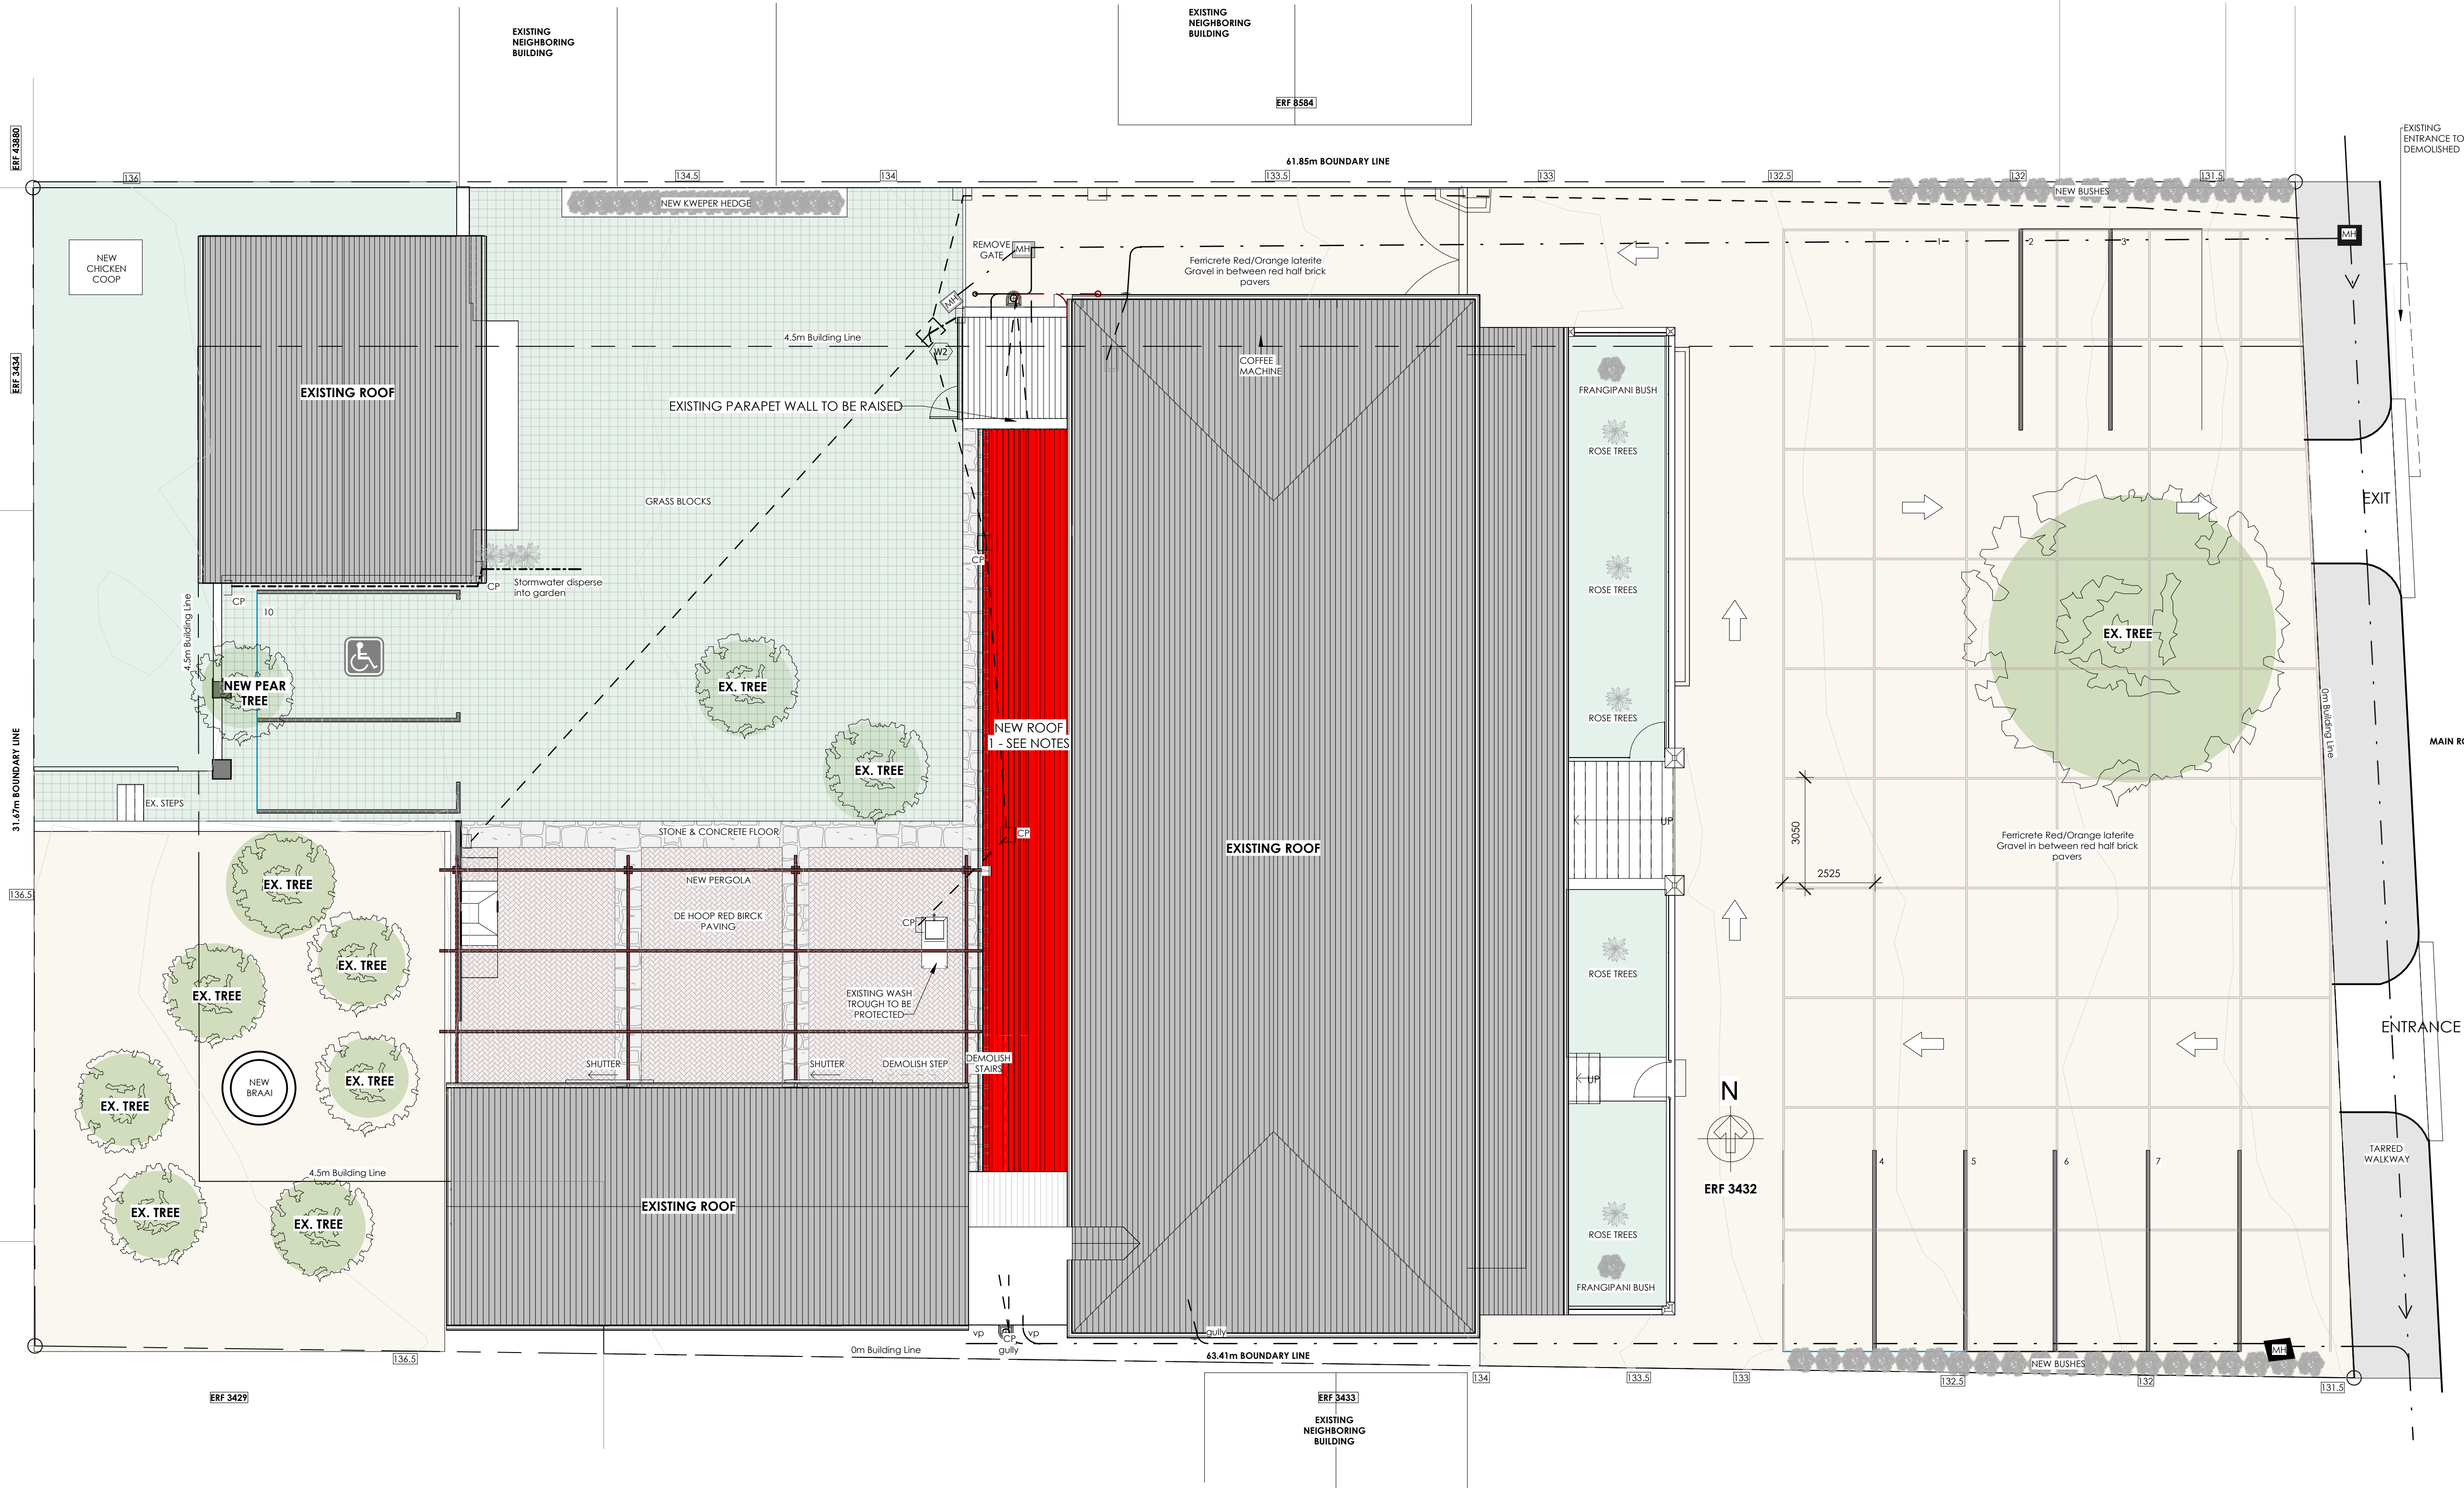 EXISTING
NEIGHBORING
BUILDING
EXISTING
NEIGHBORING
BUILDING
ERF 8584
ERF 43880
EXISTING
ENTRANCE TO
DEMOLISHED
61.85m BOUNDARY LINE
136
134.5
134
133.5
133
132.5
132
131.5
NEW KWEPER HEDGE
NEW BUSHES
NEW
CHICKEN
COOP
REMOVE
GATE
MH
MH
MH
1
2
3
Ferricrete Red/Orange laterite
Gravel in between red half brick
pavers
4.5m Building Line
W2
COFFEE
MACHINE
ERF 3434
EXISTING ROOF
EXISTING PARAPET WALL TO BE RAISED
FRANGIPANI BUSH
ROSE TREES
GRASS BLOCKS
EXIT
CP
Stormwater disperse
into garden
CP
CP
10
ROSE TREES
4.5m Building Line
EX. TREE
NEW PEAR
TREE
EX. TREE
ROSE TREES
0m Building Line
NEW ROOF
1 - SEE NOTES
MAIN RO
31.67m BOUNDARY LINE
EX. TREE
EX. STEPS
STONE & CONCRETE FLOOR
CP
UP
3050
Ferricrete Red/Orange laterite
Gravel in between red half brick
pavers
EXISTING ROOF
2525
136.5
EX. TREE
NEW PERGOLA
DE HOOP RED BIRCK
PAVING
CP
EX. TREE
ROSE TREES
EX. TREE
EXISTING WASH
TROUGH TO BE
PROTECTED
ENTRANCE
SHUTTER
SHUTTER
DEMOLISH STEP
DEMOLISH
STAIRS
NEW
BRAAI
EX. TREE
UP
N
EX. TREE
TARRED
WALKWAY
4
5
6
7
4.5m Building Line
ERF 3432
EX. TREE
EX. TREE
EXISTING ROOF
ROSE TREES
FRANGIPANI BUSH
vp
CP
vp
gully
gully
0m Building Line
63.41m BOUNDARY LINE
136.5
MH
NEW BUSHES
134
133.5
133
132.5
132
131.5
ERF 3429
ERF 3433
EXISTING
NEIGHBORING
BUILDING